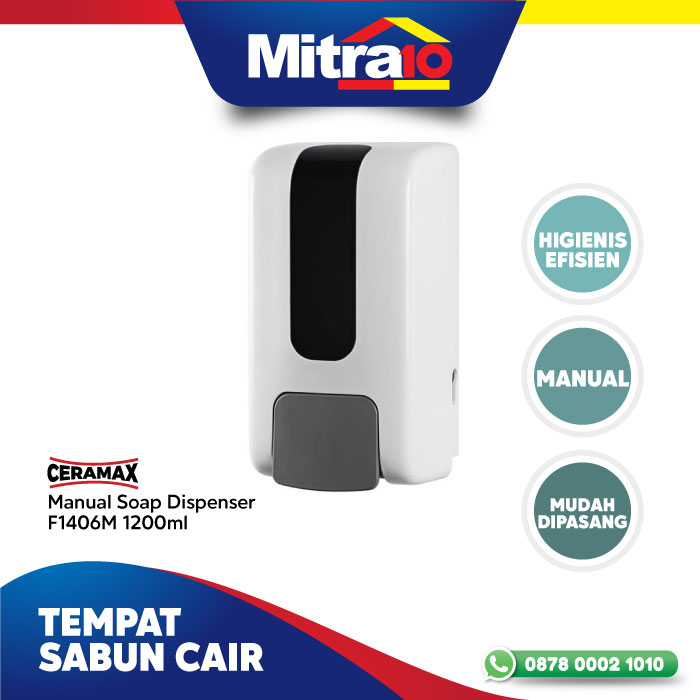 Mitra10
HIGIENIS
EFISIEN
MANUAL
CERAMAX
Manual Soap Dispenser
F1406M 1200ml
MUDAH
DIPASANG
TEMPAT
SABUN CAIR
0878 0002 1010